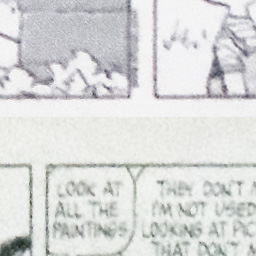 LOOK AT
ALL THE
PAINTINGS
THEY DON'T
I'M NOT USED
LOOKING AT PIC
THAT DON'T M